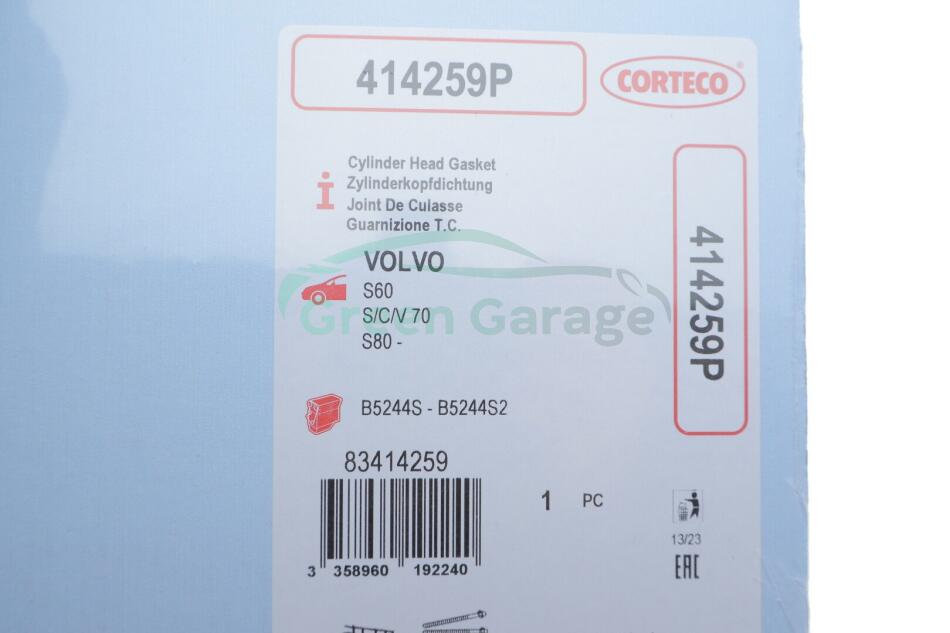 414259P
CORTECO
®
Cylinder Head Gasket
Zylinderkopfdichtung
Joint De Culasse
Guarnizione T.C.
VOLVO
S60
S/C/V 70
S80 -
Green Garage
414259P
B5244S - B5244S2
83414259
1 PC
3 358960 192240
13/23
EAC